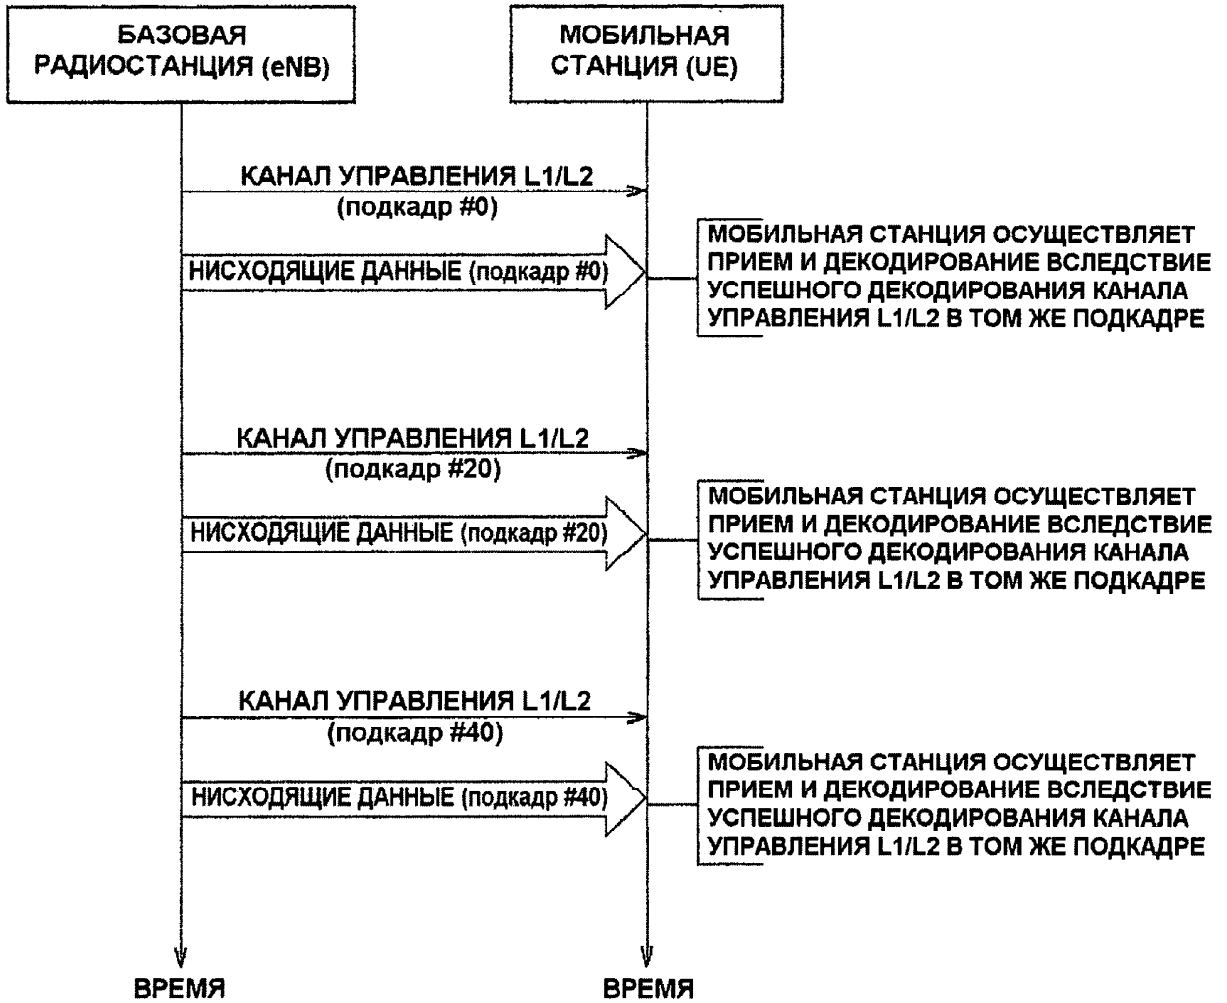 БАЗОВАЯ
РАДИОСТАНЦИЯ (eNB)
МОБИЛЬНАЯ
СТАНЦИЯ (UE)
КАНАЛ УПРАВЛЕНИЯ L1/L2
(подкадр #0)
НИСХОДЯЩИЕ ДАННЫЕ (подкадр #0)
МОБИЛЬНАЯ СТАНЦИЯ ОСУЩЕСТВЛЯЕТ
ПРИЕМ И ДЕКОДИРОВАНИЕ ВСЛЕДСТВИЕ
УСПЕШНОГО ДЕКОДИРОВАНИЯ КАНАЛА
УПРАВЛЕНИЯ L1/L2 В ТОМ ЖЕ ПОДКАДРЕ
КАНАЛ УПРАВЛЕНИЯ L1/L2
(подкадр #20)
НИСХОДЯЩИЕ ДАННЫЕ (подкадр #20)
МОБИЛЬНАЯ СТАНЦИЯ ОСУЩЕСТВЛЯЕТ
ПРИЕМ И ДЕКОДИРОВАНИЕ ВСЛЕДСТВИЕ
УСПЕШНОГО ДЕКОДИРОВАНИЯ КАНАЛА
УПРАВЛЕНИЯ L1/L2 В ТОМ ЖЕ ПОДКАДРЕ
КАНАЛ УПРАВЛЕНИЯ L1/L2
(подкадр #40)
НИСХОДЯЩИЕ ДАННЫЕ (подкадр #40)
МОБИЛЬНАЯ СТАНЦИЯ ОСУЩЕСТВЛЯЕТ
ПРИЕМ И ДЕКОДИРОВАНИЕ ВСЛЕДСТВИЕ
УСПЕШНОГО ДЕКОДИРОВАНИЯ КАНАЛА
УПРАВЛЕНИЯ L1/L2 В ТОМ ЖЕ ПОДКАДРЕ
ВРЕМЯ
ВРЕМЯ